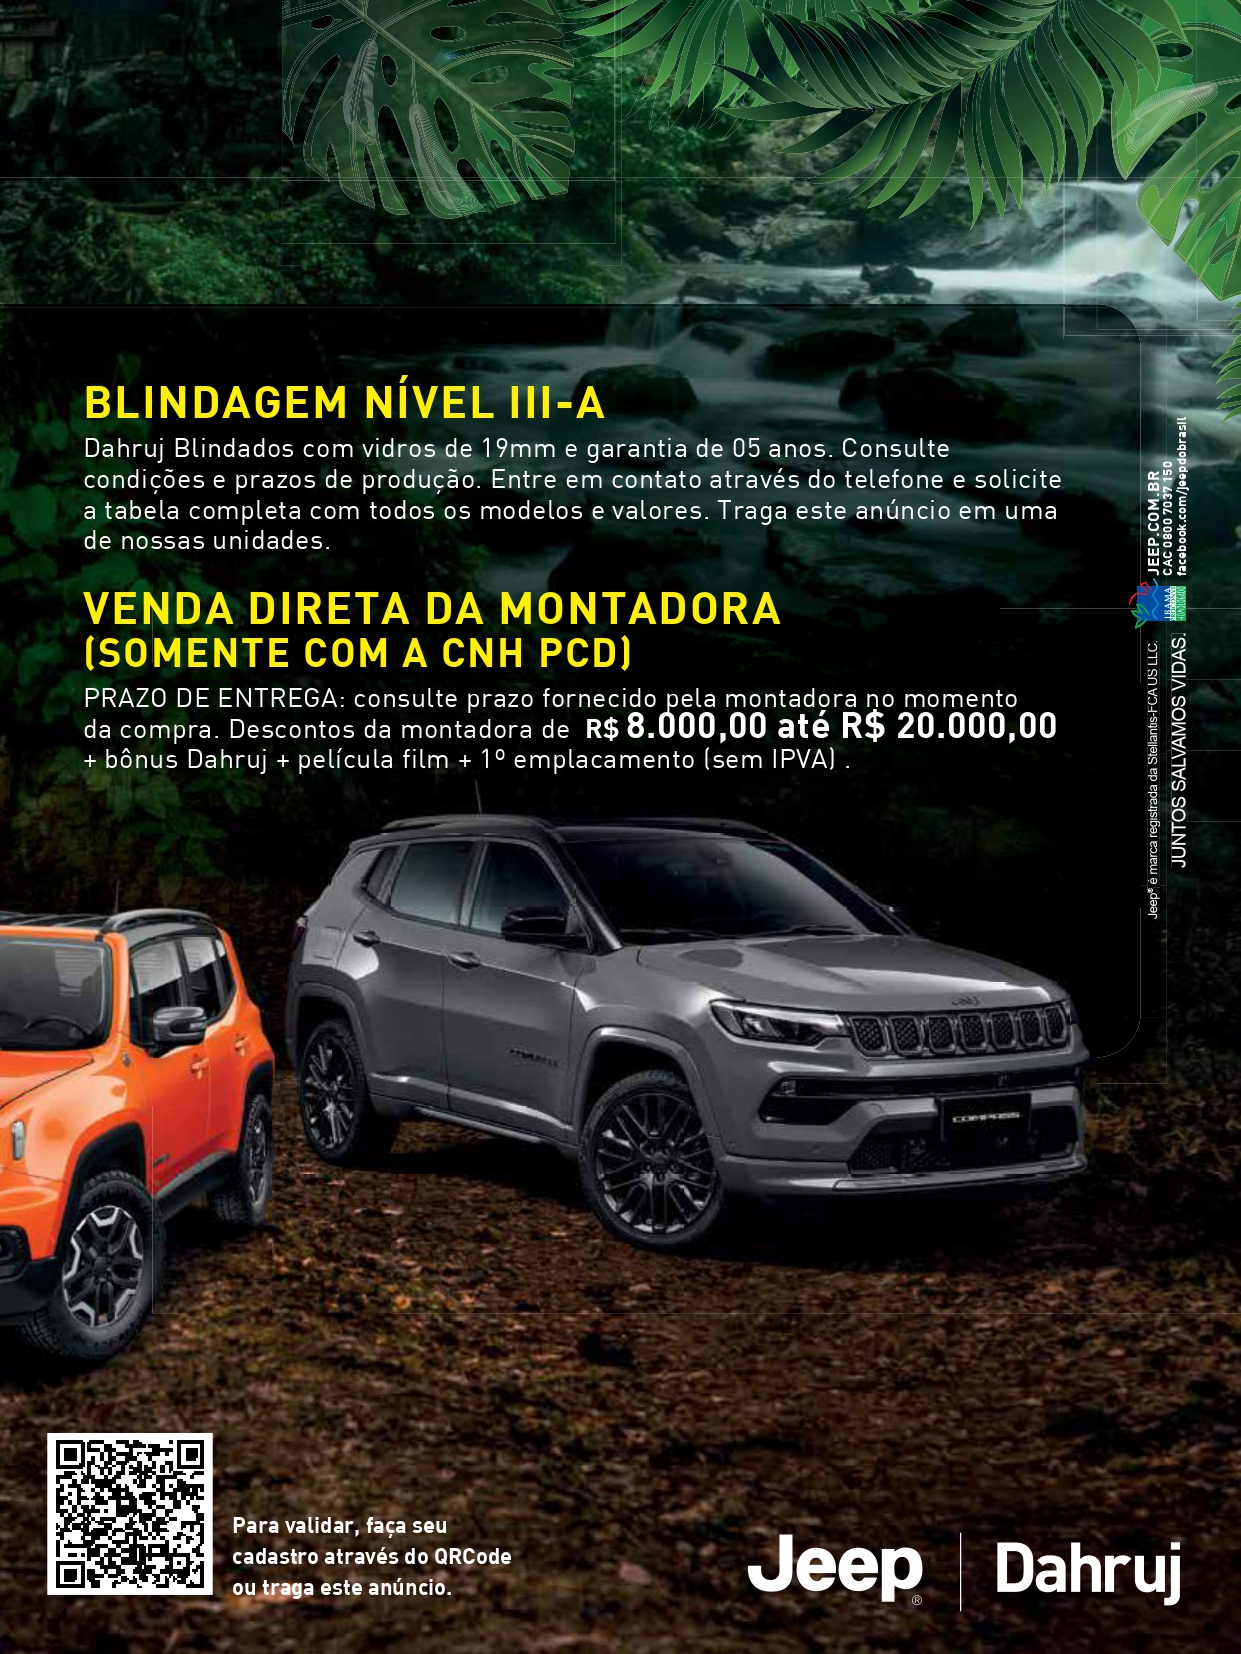 BLINDAGEM NÍVEL III-A
Dahruj Blindados com vidros de 19mm e garantia de 05 anos. Consulte
condições e prazos de produção. Entre em contato através do telefone e solicite
a tabela completa com todos os modelos e valores. Traga este anúncio em uma
de nossas unidades.
VENDA DIRETA DA MONTADORA
(SOMENTE COM A CNH PCD)
PRAZO DE ENTREGA: consulte prazo fornecido pela montadora no momento
da compra. Descontos da montadora de R$ 8.000,00 até R$ 20.000,00
+ bônus Dahruj + película film + 1º emplacamento (sem IPVA) .
JEEP.COM.BR
CAC 0800 7037 150
facebook.com/jeepdobrasil
IBAMA
Jeep® é marca registrada da Stellantis-FCA US LLC.
JUNTOS SALVAMOS VIDAS.
Jeep
COMPASS
Para validar, faça seu
cadastro através do QRCode
ou traga este anúncio.
Jeep®
Dahruj